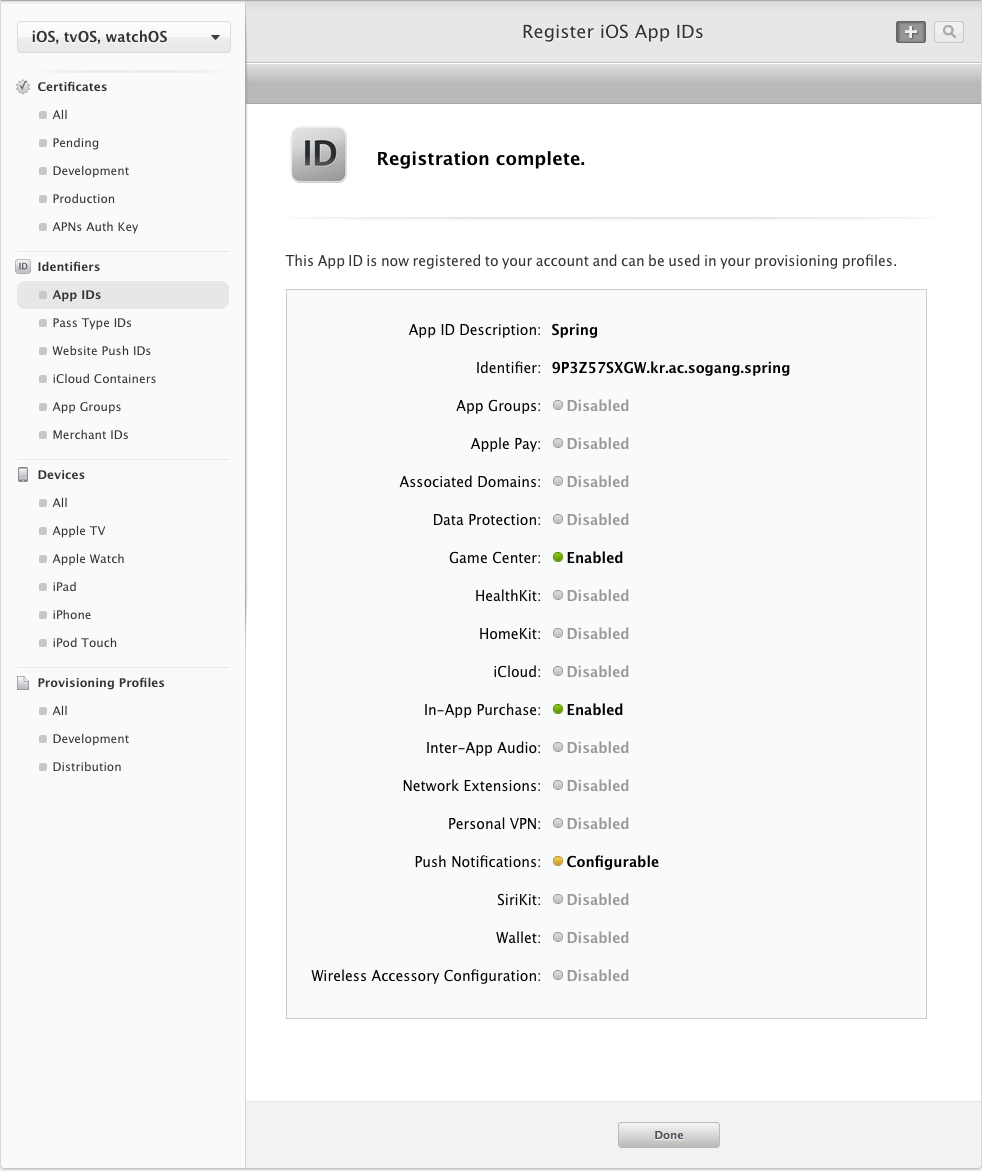 iOS, tvOS, watchOS
Certificates
All
Pending
Development
Production
APNs Auth Key
ID Identifiers
App IDs
Pass Type IDs
Website Push IDs
iCloud Containers
App Groups
Merchant IDs
Devices
All
Apple TV
Apple Watch
iPad
iPhone
iPod Touch
Provisioning Profiles
All
Development
Distribution
Register iOS App IDs
ID
Registration complete.
This App ID is now registered to your account and can be used in your provisioning profiles.
App ID Description: Spring
Identifier: 9P3Z57SXGW.kr.ac.sogang.spring
App Groups: Disabled
Apple Pay: Disabled
Associated Domains: Disabled
Data Protection: Disabled
Game Center: Enabled
HealthKit: Disabled
HomeKit: Disabled
iCloud: Disabled
In-App Purchase: Enabled
Inter-App Audio: Disabled
Network Extensions: Disabled
Personal VPN: Disabled
Push Notifications: Configurable
SiriKit: Disabled
Wallet: Disabled
Wireless Accessory Configuration: Disabled
Done